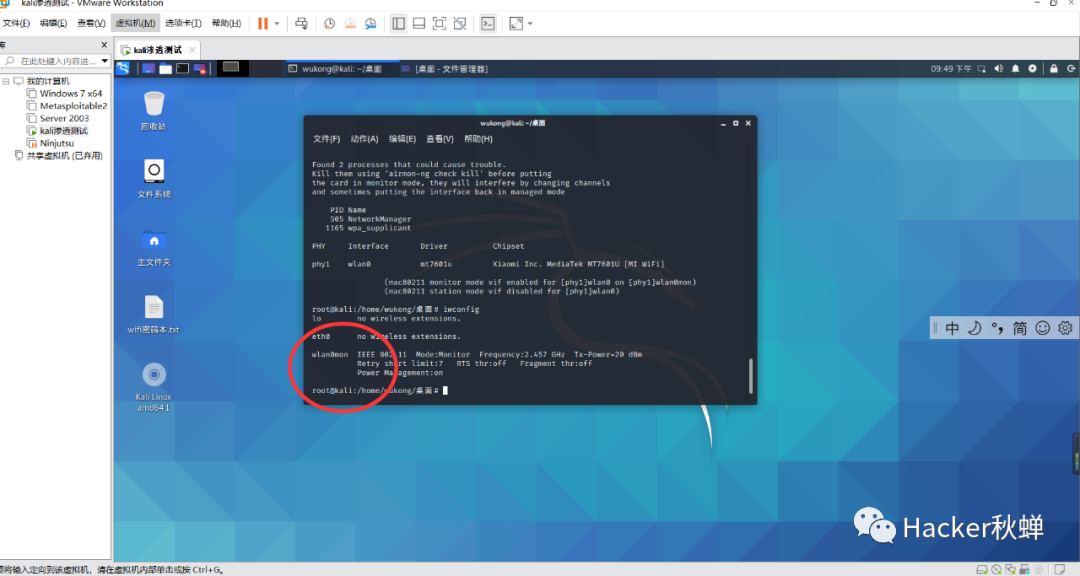 kali渗透测试 - VMware Workstation
文件(F) 编辑(E) 查看(V) 虚拟机(M) 选项卡(T) 帮助(H)
库
在此处键入内容进...
我的计算机
Windows 7 x64
Metasploitable2
Server 2003
kali渗透测试
Ninjutsu
共享虚拟机 (已弃用)
kali渗透测试
wukong@kali: ~/桌面
[桌面 - 文件管理器]
09:49 下午
回收站
文件系统
主文件夹
wifi密码本.txt
Kali Linux
amd64 1
wukong@kali: ~/桌面
文件(F) 动作(A) 编辑(E) 查看(V) 帮助(H)
Found 2 processes that could cause trouble.
Kill them using 'airmon-ng check kill' before putting
the card in monitor mode, they will interfere by changing channels
and sometimes putting the interface back in managed mode
PID Name
505 NetworkManager
1165 wpa_supplicant
PHY Interface Driver Chipset
phy1 wlan0 mt7601u Xiaomi Inc. MediaTek MT7601U [MI WiFi]
(mac80211 monitor mode vif enabled for [phy1]wlan0 on [phy1]wlan0mon)
(mac80211 station mode vif disabled for [phy1]wlan0)
root@kali:/home/wukong/桌面# iwconfig
lo no wireless extensions.
eth0 no wireless extensions.
wlan0mon IEEE 802.11 Mode:Monitor Frequency:2.457 GHz Tx-Power=20 dBm
Retry short limit:7 RTS thr:off Fragment thr:off
Power Management:on
root@kali:/home/wukong/桌面#
中 简
Hacker秋蝉
要将输入定向到该虚拟机，请在虚拟机内部单击或按 Ctrl+G。